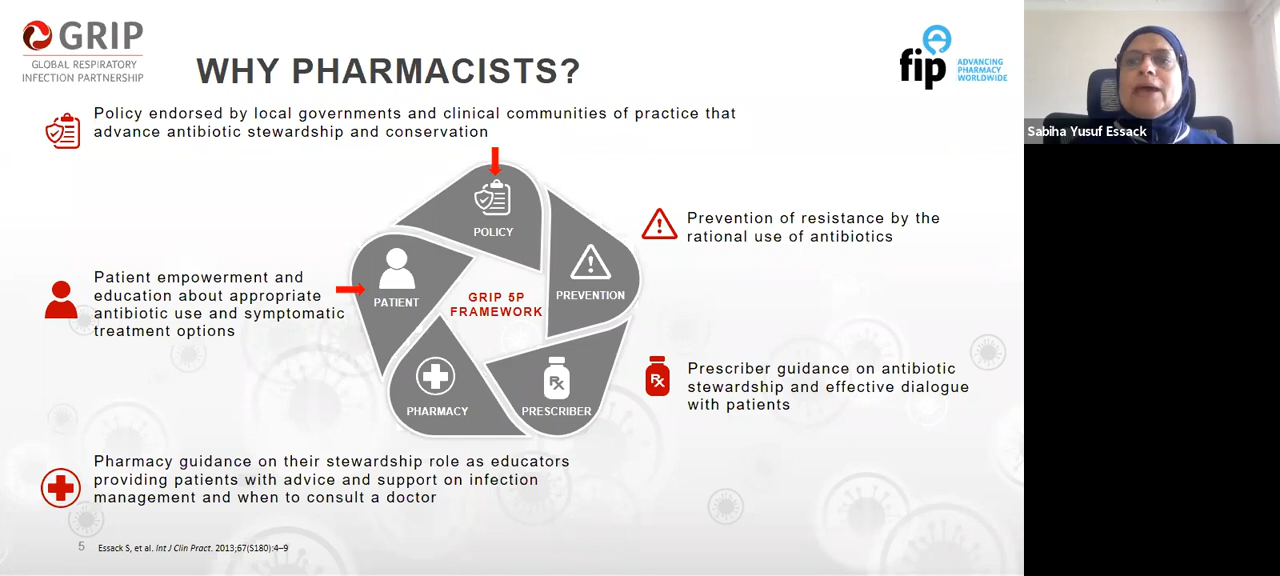 GRIP
GLOBAL RESPIRATORY
INFECTION PARTNERSHIP
WHY PHARMACISTS?
fip
ADVANCING
PHARMACY
WORLDWIDE
Sabiha Yusuf Essack
Policy endorsed by local governments and clinical communities of practice that
advance antibiotic stewardship and conservation
POLICY
Prevention of resistance by the
rational use of antibiotics
PREVENTION
Patient empowerment and
education about appropriate
antibiotic use and symptomatic
treatment options
PATIENT
GRIP 5P
FRAMEWORK
Rx
PRESCRIBER
Rx
Prescriber guidance on antibiotic
stewardship and effective dialogue
with patients
PHARMACY
Pharmacy guidance on their stewardship role as educators
providing patients with advice and support on infection
management and when to consult a doctor
5 Essack S, et al. Int J Clin Pract. 2013;67(S180):4–9